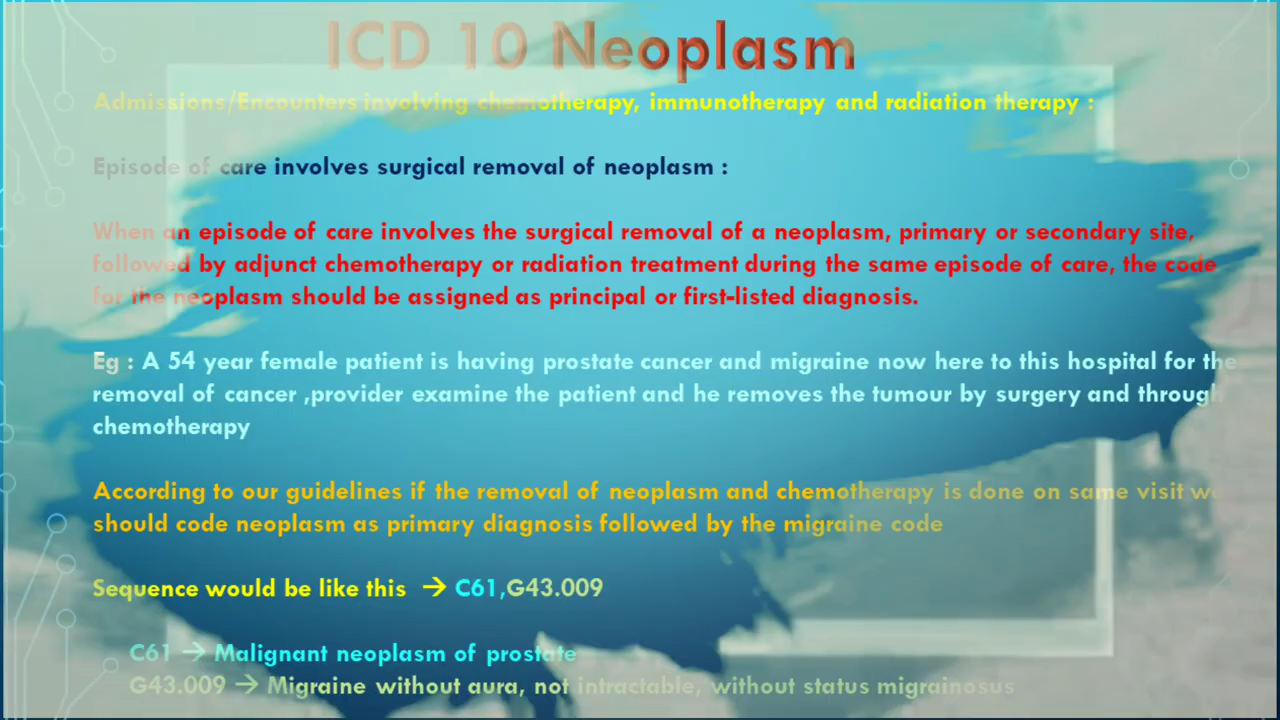 ICD 10 Neoplasm
Admissions/Encounters involving chemotherapy, immunotherapy and radiation therapy :
Episode of care involves surgical removal of neoplasm :
When an episode of care involves the surgical removal of a neoplasm, primary or secondary site,
followed by adjunct chemotherapy or radiation treatment during the same episode of care, the code
for the neoplasm should be assigned as principal or first-listed diagnosis.
Eg : A 54 year female patient is having prostate cancer and migraine now here to this hospital for the
removal of cancer ,provider examine the patient and he removes the tumour by surgery and through
chemotherapy
According to our guidelines if the removal of neoplasm and chemotherapy is done on same visit we
should code neoplasm as primary diagnosis followed by the migraine code
Sequence would be like this → C61,G43.009
C61 → Malignant neoplasm of prostate
G43.009 → Migraine without aura, not intractable, without status migrainosus